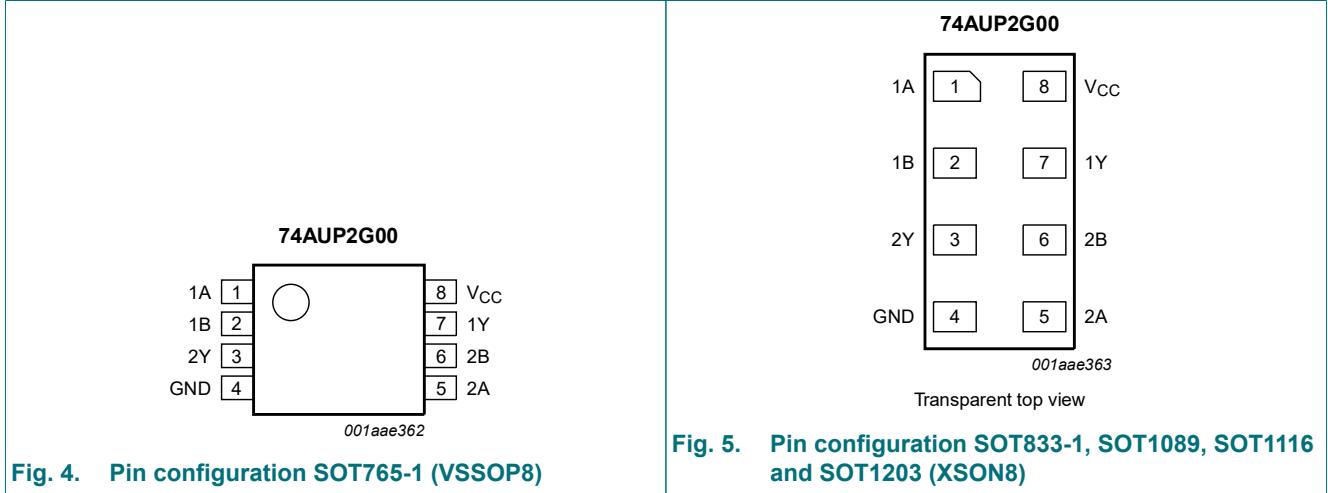 74AUP2G00
1A 1 8 VCC
1B 2 7 1Y
2Y 3 6 2B
GND 4 5 2A
001aae362
Fig. 4. Pin configuration SOT765-1 (VSSOP8)
74AUP2G00
1A 1 8 VCC
1B 2 7 1Y
2Y 3 6 2B
GND 4 5 2A
001aae363
Transparent top view
Fig. 5. Pin configuration SOT833-1, SOT1089, SOT1116
and SOT1203 (XSON8)